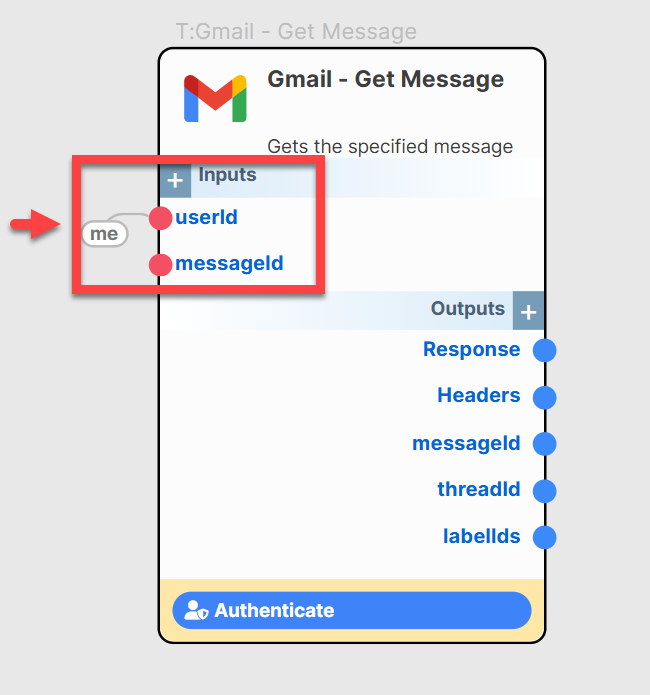 T:Gmail - Get Message
Gmail - Get Message
Gets the specified message
+ Inputs
userId
me
messageId
Outputs +
Response
Headers
messageId
threadId
labelIds
Authenticate